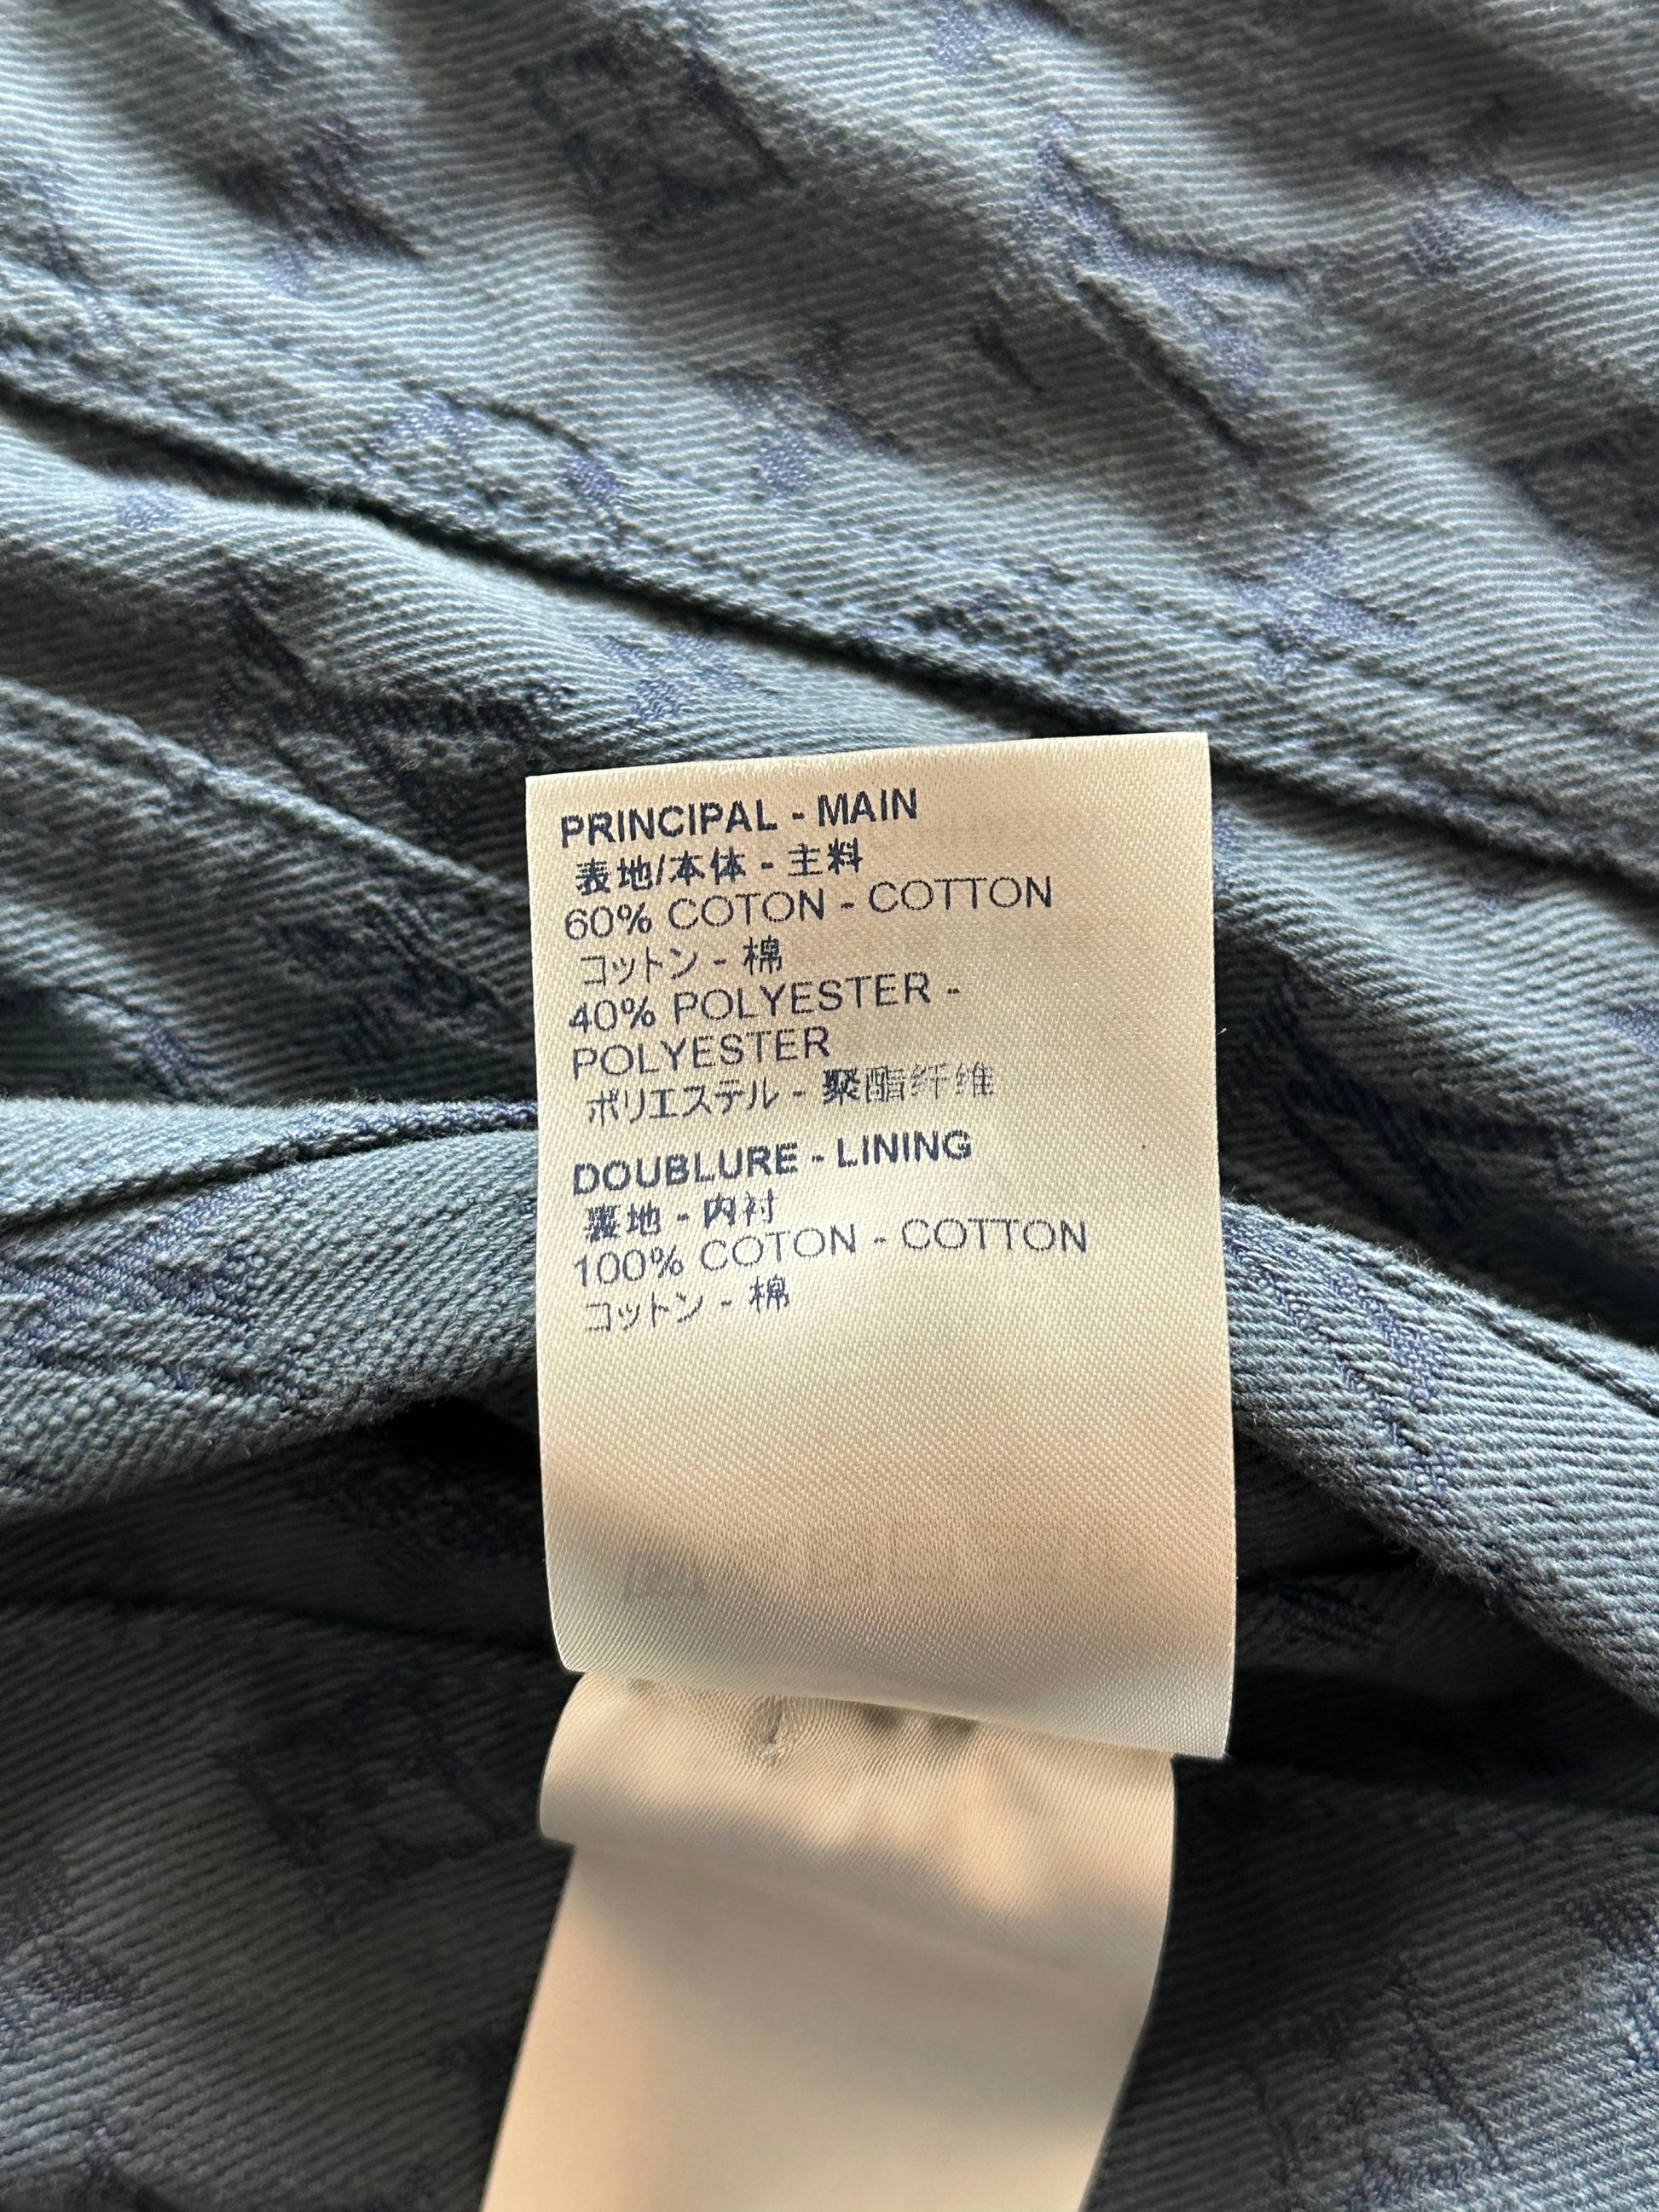 PRINCIPAL - MAIN
表地/本体 - 主料
60% COTON - COTTON
コットン - 棉
40% POLYESTER -
POLYESTER
ポリエステル - 聚酯纤维
DOUBLURE - LINING
裏地 - 内衬
100% COTON - COTTON
コットン - 棉